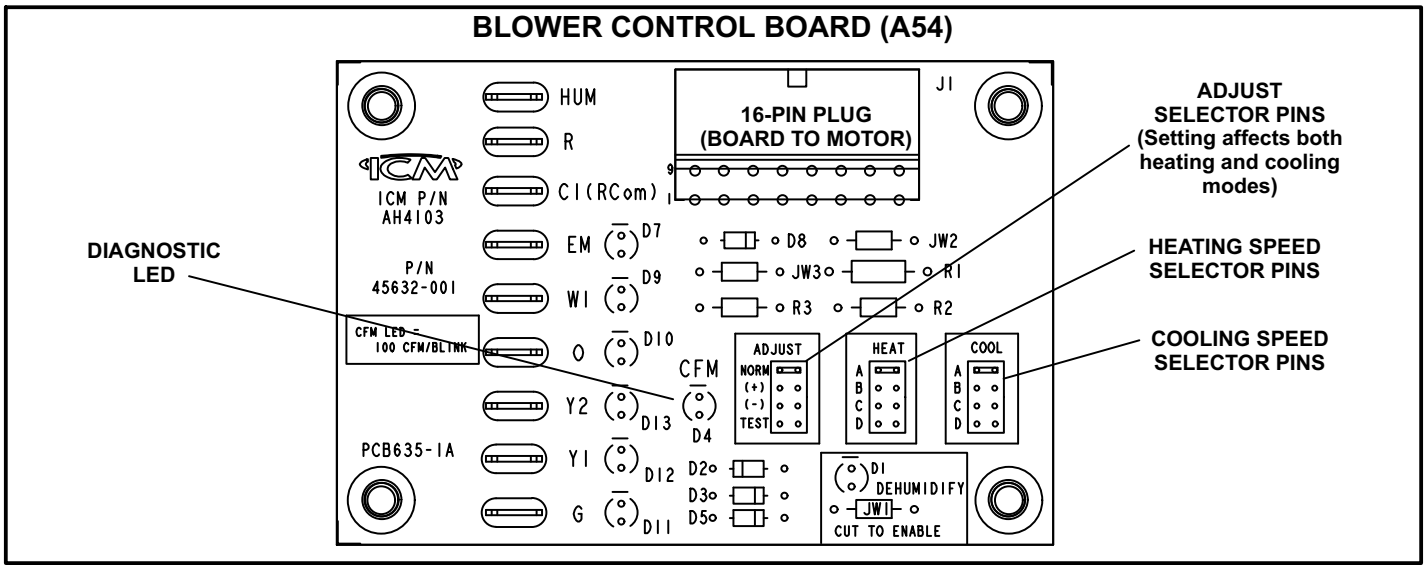 BLOWER CONTROL BOARD (A54)
HUM
R
C1(RCom)
EM
D7
W1
D9
O
D10
Y2
D13
Y1
D12
G
D11
ICM
ICM P/N
AH4103
P/N
45632-001
CFM LED =
100 CFM/BLINK
PCB635-1A
DIAGNOSTIC
LED
J1
16-PIN PLUG
(BOARD TO MOTOR)
9
1
D8
JW2
JW3
R1
R3
R2
CFM
D4
ADJUST
NORM
(+)
(-)
TEST
HEAT
A
B
C
D
COOL
A
B
C
D
D2
D3
D5
D1
DEHUMIDIFY
JW1
CUT TO ENABLE
ADJUST
SELECTOR PINS
(Setting affects both
heating and cooling
modes)
HEATING SPEED
SELECTOR PINS
COOLING SPEED
SELECTOR PINS